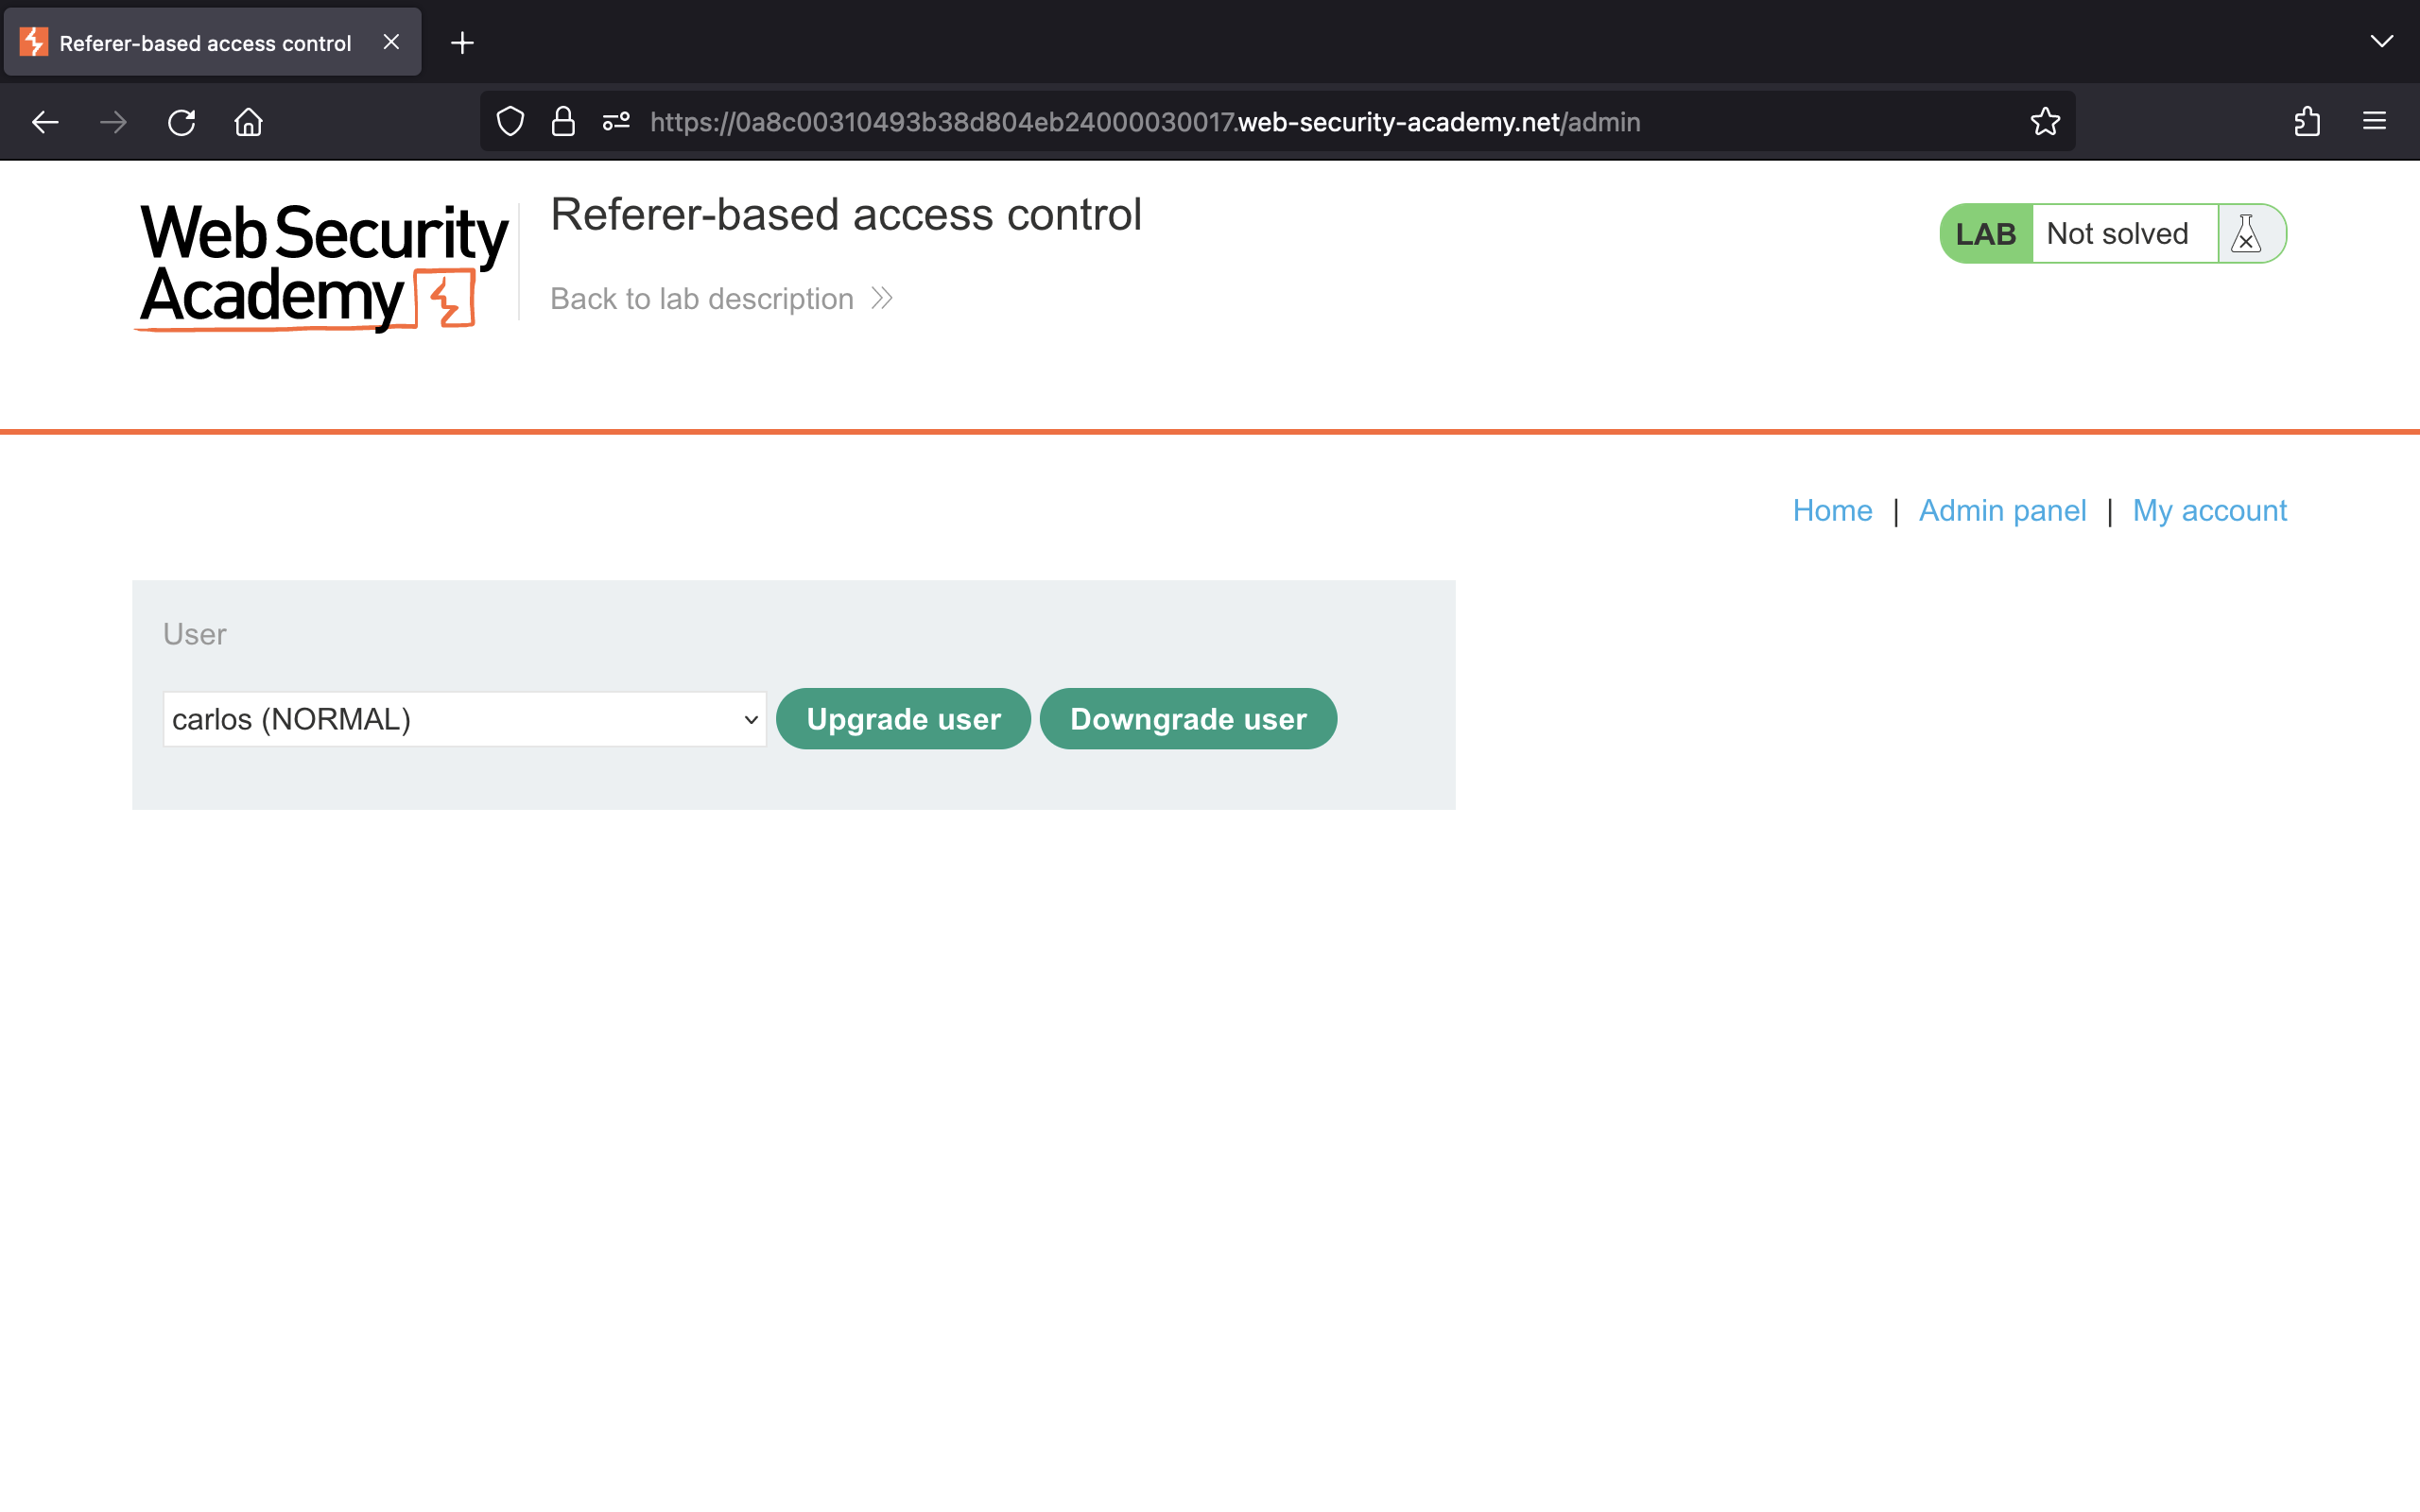 Referer-based access control
https://0a8c00310493b38d804eb24000030017.web-security-academy.net/admin
Web Security
Academy
Referer-based access control
Back to lab description
LAB Not solved
Home | Admin panel | My account
User
carlos (NORMAL) Upgrade user Downgrade user